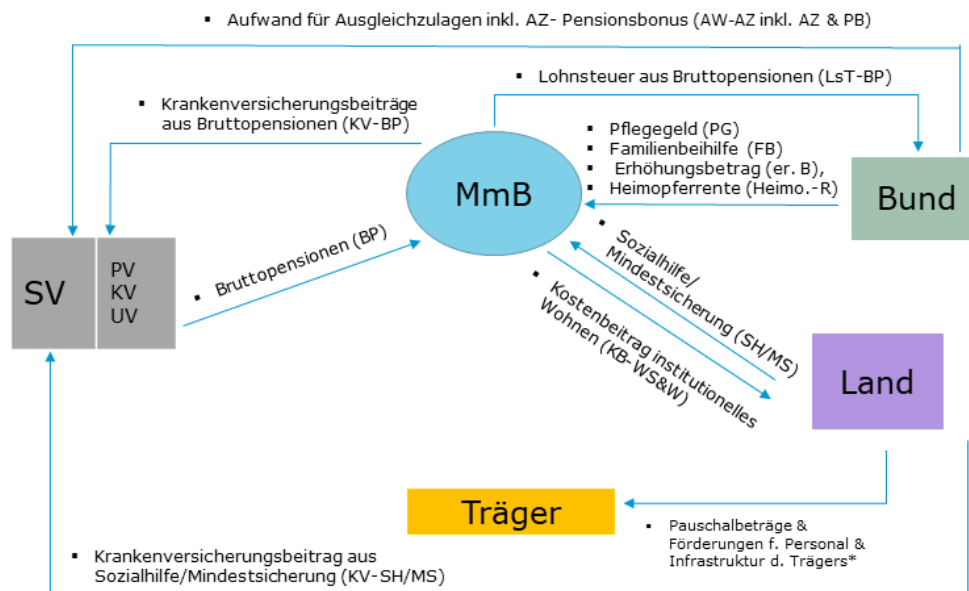 ▪ Aufwand für Ausgleichzulagen inkl. AZ- Pensionsbonus (AW-AZ inkl. AZ & PB)
▪ Lohnsteuer aus Bruttopensionen (LsT-BP)
▪ Krankenversicherungsbeiträge
aus Bruttopensionen (KV-BP)
▪ Pflegegeld (PG)
▪ Familienbeihilfe (FB)
▪ Erhöhungsbetrag (er. B),
▪ Heimopferrente (Heimo.-R)
MmB
Bund
SV
PV
KV
UV
▪ Bruttopensionen (BP)
▪ Sozialhilfe/
Mindestsicherung (SH/MS)
▪ Kostenbeitrag institutionelles
Wohnen (KB-WS&W)
Land
Träger
▪ Pauschalbeträge &
Förderungen f. Personal &
Infrastruktur d. Trägers*
▪ Krankenversicherungsbeitrag aus
Sozialhilfe/Mindestsicherung (KV-SH/MS)